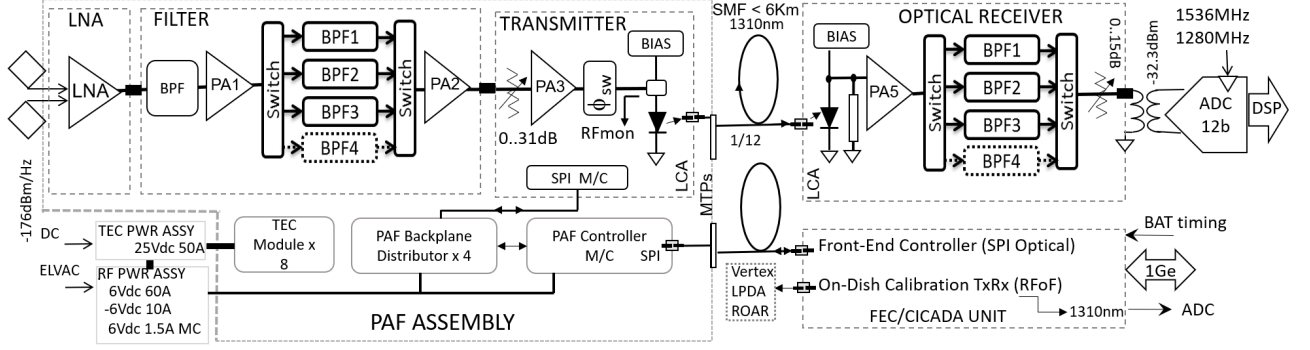 LNA
FILTER
TRANSMITTER
SMF < 6Km
1310nm
OPTICAL RECEIVER
1536MHz
1280MHz
LNA
BPF
PA1
Switch
BPF1
BPF2
BPF3
BPF4
Switch
PA2
0..31dB
PA3
ϕsw
BIAS
RFmon
LCA
MTPs
1/12
LCA
BIAS
PA5
Switch
BPF1
BPF2
BPF3
BPF4
Switch
0..15dB
-32.3dBm
ADC
12b
DSP
-176dBm/Hz
SPI M/C
DC
TEC PWR ASSY
25Vdc 50A
ELVAC
RF PWR ASSY
6Vdc 60A
-6Vdc 10A
6Vdc 1.5A MC
TEC
Module x
8
PAF Backplane
Distributor x 4
PAF Controller
M/C SPI
PAF ASSEMBLY
Vertex
LPDA
ROAR
Front-End Controller (SPI Optical)
On-Dish Calibration TxRx (RFoF)
1310nm
FEC/CICADA UNIT
BAT timing
1Ge
ADC